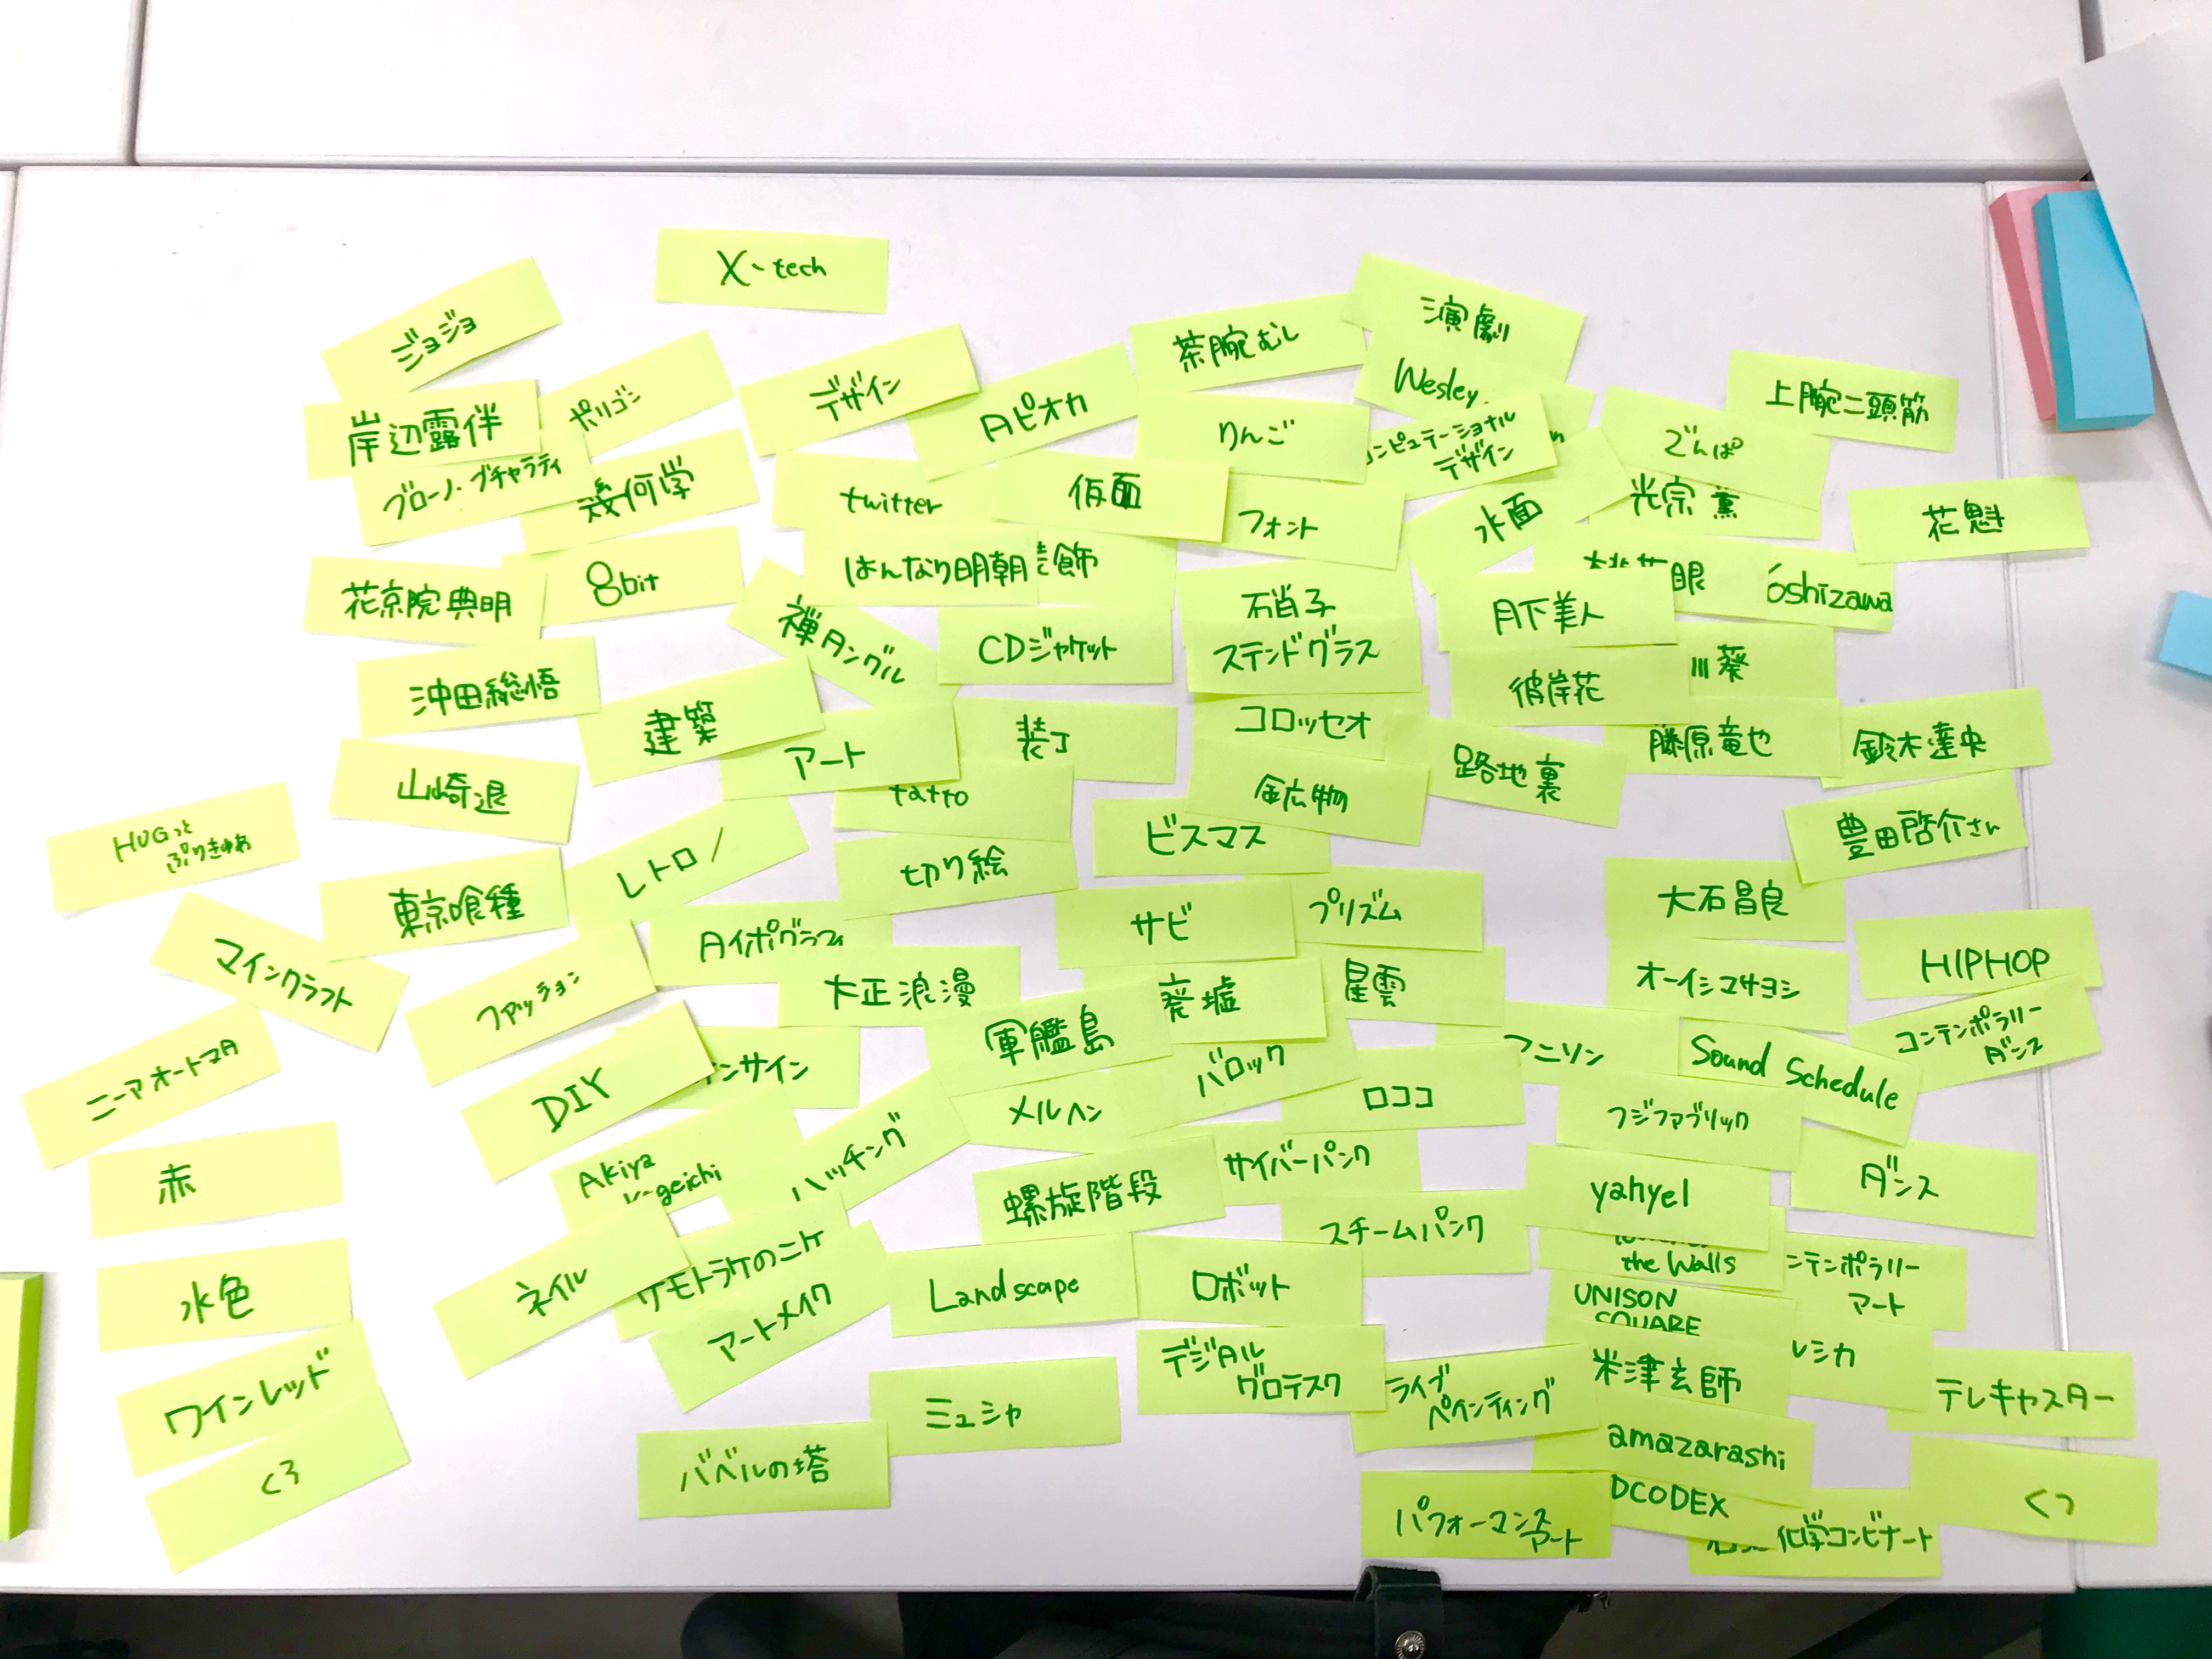 X-tech
ジョジョ
演劇
茶腕むし
Wesley
上腕二頭筋
デザイン
ポリゴン
タピオカ
りんご
コンピュテーショナル
デザイン
でんぱ
岸辺露伴
ブローノ・ブチャラティ
幾何学
twitter
仮面
フォント
水面
光宗 薫
花魁
花京院典明
8bit
はんなり明朝
飾
硝子
月下美人
眼
oshizawa
禅タングル
CDジャケット
ステンドグラス
彼岸花
川葵
沖田総悟
建築
アート
装丁
コロッセオ
路地裏
藤原竜也
鈴木達央
山崎退
tatto
鉱物
ビスマス
豊田啓介さん
HUGっと
ぷりきゅあ
レトロ
切り絵
大石昌良
東京喰種
タイポグラフィ
サビ
プリズム
マインクラフト
ファッション
大正浪漫
廃墟
星雲
オーイシマサヨシ
HIPHOP
軍艦島
コンテンポラリー
ダンス
ニーアオートマタ
DIY
ンサイン
バロック
アニソン
Sound Schedule
メルヘン
ロココ
フジファブリック
赤
Akiya
geichi
ハッチング
螺旋階段
サイバーパンク
yahyel
ダンス
スチームパンク
水色
ネイル
ケモトラケのニケ
Landscape
ロボット
the Walls
ンテンポラリー
アート
アートメイク
UNISON
SQUARE
ワインレッド
デジタル
グロテスク
ライブ
ペインティング
米津玄師
レシカ
テレキャスター
ミュシャ
くろ
バベルの塔
amazarashi
パフォーマンス
アート
DCODEX
化学コンビナート
くつ